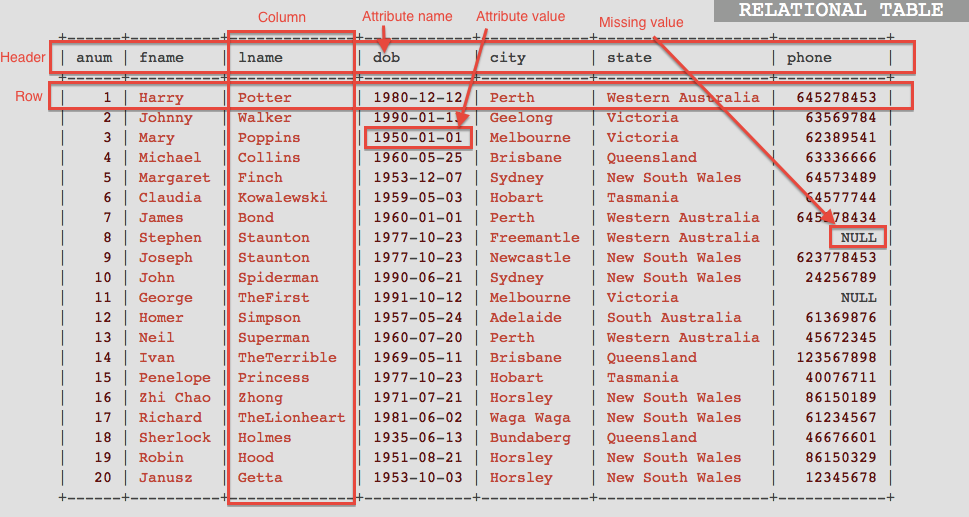 RELATIONAL TABLE
Column
Attribute name
Attribute value
Missing value
Header
| anum | fname | lname | dob | city | state | phone |
Row
| 1 | Harry | Potter | 1980-12-12 | Perth | Western Australia | 645278453 |
| 2 | Johnny | Walker | 1990-01-13 | Geelong | Victoria | 63569784 |
| 3 | Mary | Poppins | 1950-01-01 | Melbourne | Victoria | 62389541 |
| 4 | Michael | Collins | 1960-05-25 | Brisbane | Queensland | 63336666 |
| 5 | Margaret | Finch | 1953-12-07 | Sydney | New South Wales | 64573489 |
| 6 | Claudia | Kowalewski | 1959-05-03 | Hobart | Tasmania | 64577744 |
| 7 | James | Bond | 1960-01-01 | Perth | Western Australia | 645278434 |
| 8 | Stephen | Staunton | 1977-10-23 | Freemantle | Western Australia | NULL |
| 9 | Joseph | Staunton | 1977-10-23 | Newcastle | New South Wales | 623778453 |
| 10 | John | Spiderman | 1990-06-21 | Sydney | New South Wales | 24256789 |
| 11 | George | TheFirst | 1991-10-12 | Melbourne | Victoria | NULL |
| 12 | Homer | Simpson | 1957-05-24 | Adelaide | South Australia | 61369876 |
| 13 | Neil | Superman | 1960-07-20 | Perth | Western Australia | 45672345 |
| 14 | Ivan | TheTerrible | 1969-05-11 | Brisbane | Queensland | 123567898 |
| 15 | Penelope | Princess | 1977-10-23 | Hobart | Tasmania | 40076711 |
| 16 | Zhi Chao | Zhong | 1971-07-21 | Horsley | New South Wales | 86150189 |
| 17 | Richard | TheLionheart | 1981-06-02 | Waga Waga | New South Wales | 61234567 |
| 18 | Sherlock | Holmes | 1935-06-13 | Bundaberg | Queensland | 46676601 |
| 19 | Robin | Hood | 1951-08-21 | Horsley | New South Wales | 86150329 |
| 20 | Janusz | Getta | 1953-10-03 | Horsley | New South Wales | 12345678 |